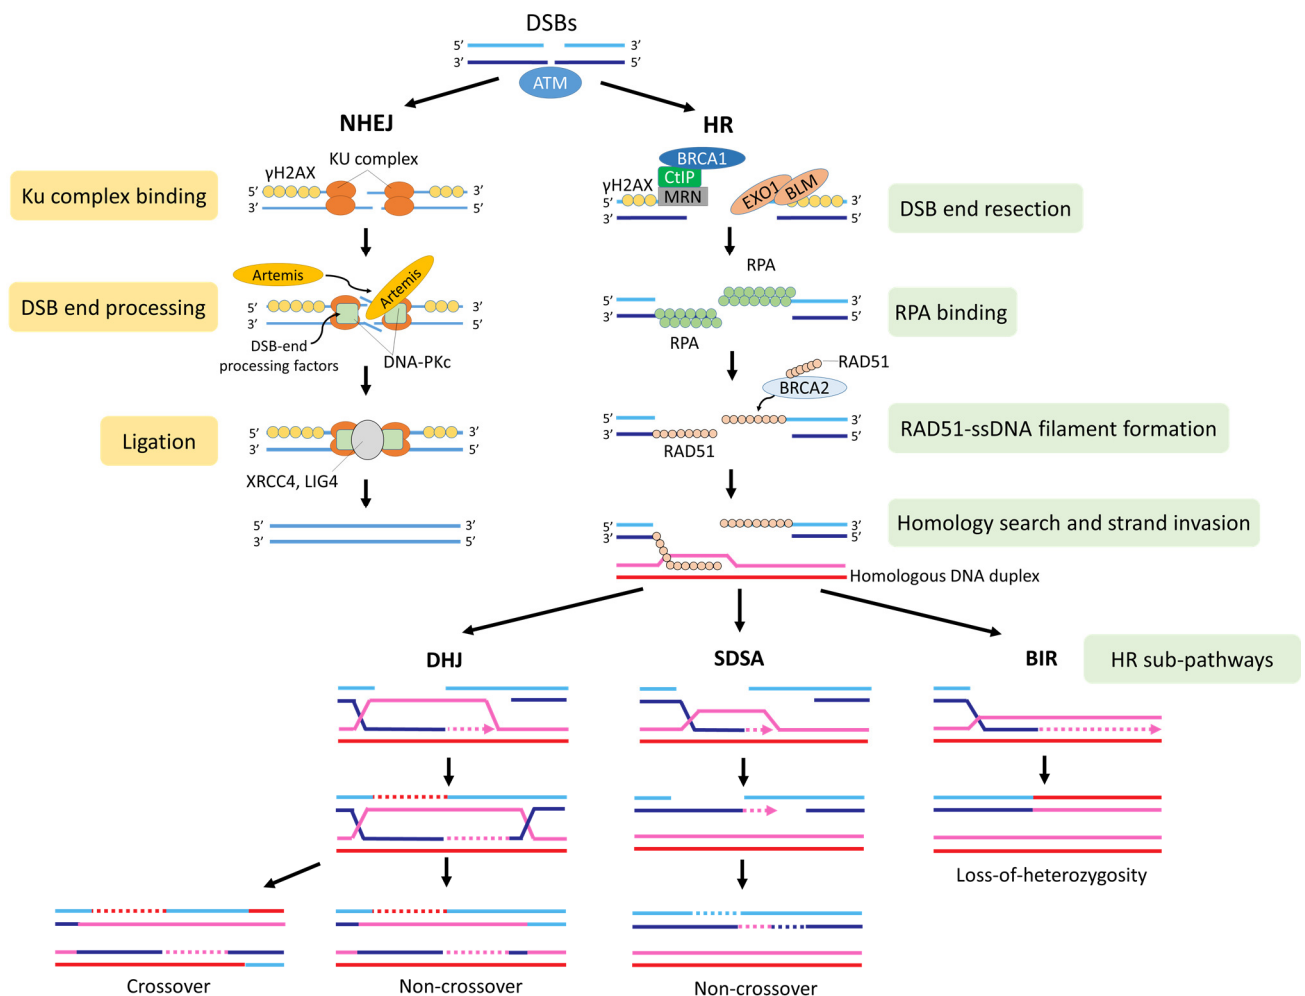 DSBs
5’ 3’
3’ 5’
ATM
NHEJ
HR
Ku complex binding
γH2AX
KU complex
5’ 3’
3’ 5’
BRCA1
CtIP
MRN
γH2AX
EXO1
BLM
5’ 3’
3’ 5’
DSB end resection
DSB end processing
Artemis
Artemis
5’ 3’
3’ 5’
DSB-end
processing factors
DNA-PKc
RPA
5’ 3’
3’ 5’
RPA
RPA binding
Ligation
5’ 3’
3’ 5’
XRCC4, LIG4
RAD51
BRCA2
5’ 3’
3’ 5’
RAD51
RAD51-ssDNA filament formation
5’ 3’
3’ 5’
5’ 3’
3’ 5’
Homologous DNA duplex
Homology search and strand invasion
DHJ
SDSA
BIR
HR sub-pathways
Loss-of-heterozygosity
Crossover
Non-crossover
Non-crossover